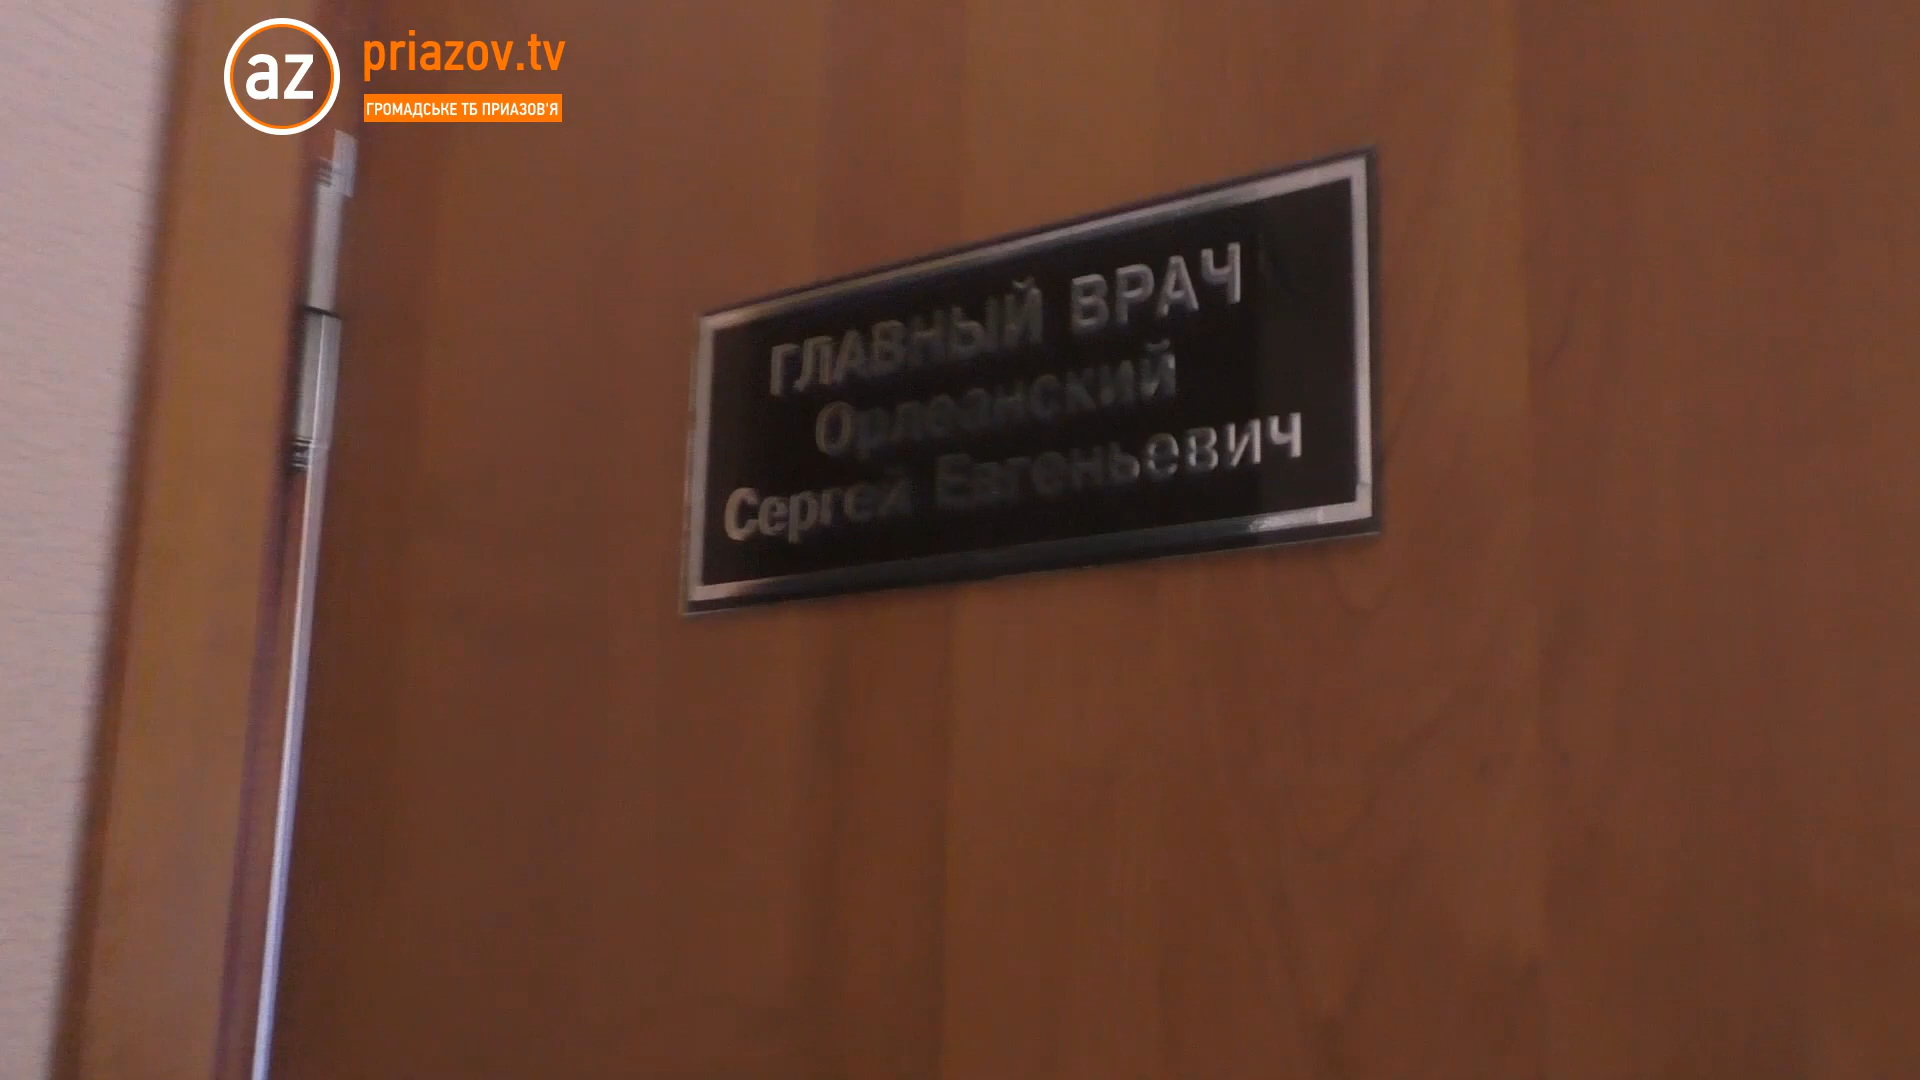 az
priazov.tv
ГРОМАДСЬКЕ ТБ ПРИАЗОВ'Я
ГЛАВНЫЙ ВРАЧ
Орлеанский
Сергей Евгеньевич